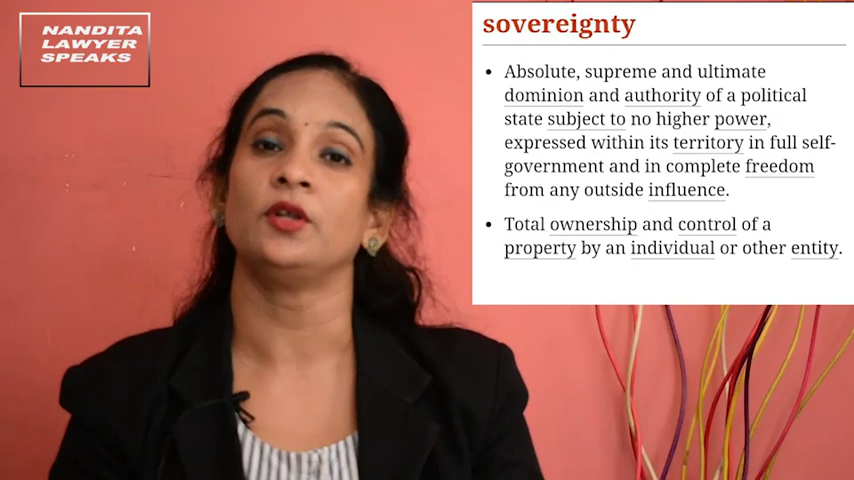 NANDITA
LAWYER
SPEAKS
sovereignty
• Absolute, supreme and ultimate
dominion and authority of a political
state subject to no higher power,
expressed within its territory in full self-
government and in complete freedom
from any outside influence.
• Total ownership and control of a
property by an individual or other entity.